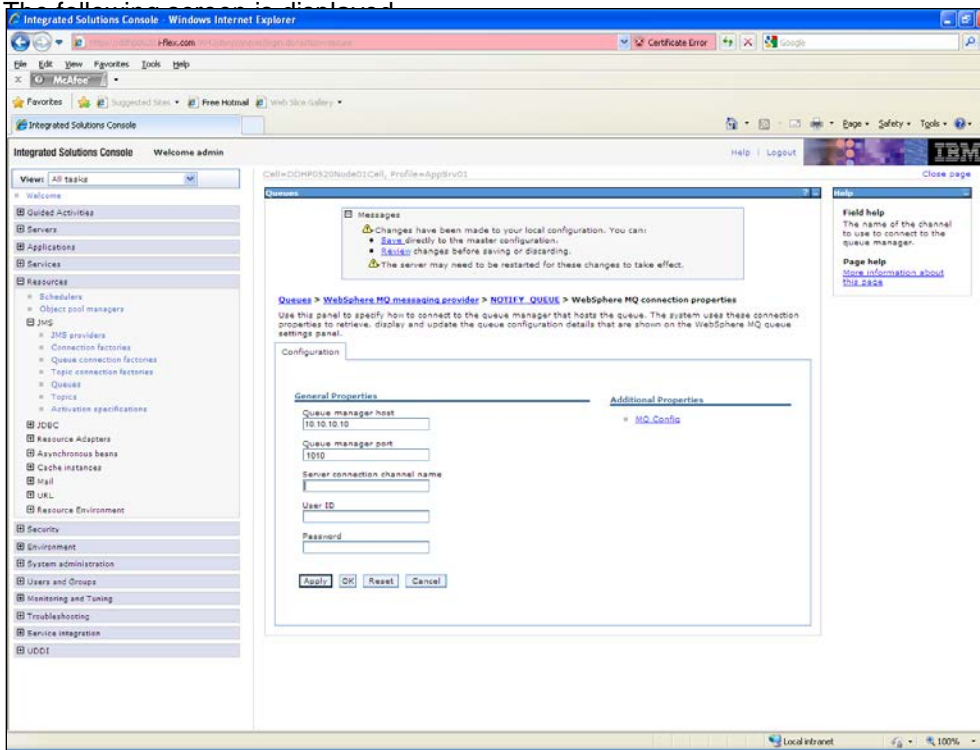 The following screen is displayed
Integrated Solutions Console - Windows Internet Explorer
i-flex.com
Certificate Error
Google
File Edit View Favorites Tools Help
x McAfee
Favorites Suggested Sites Free Hotmail Web Slice Gallery
Integrated Solutions Console
Page Safety Tools
Integrated Solutions Console Welcome admin
Help | Logout
IBM
View: All tasks
Welcome
Guided Activities
Servers
Applications
Services
Resources
Schedulers
Object pool managers
JMS
JMS providers
Connection factories
Queue connection factories
Topic connection factories
Queues
Topics
Activation specifications
JDBC
Resource Adapters
Asynchronous beans
Cache instances
Mail
URL
Resource Environment
Security
Environment
System administration
Users and Groups
Monitoring and Tuning
Troubleshooting
Service integration
UDDI
Cell=DDHP0520Node01Cell, Profile=AppSrv01
Close page
Queues
Messages
Changes have been made to your local configuration. You can:
Save directly to the master configuration.
Review changes before saving or discarding.
The server may need to be restarted for these changes to take effect.
Queues > WebSphere MQ messaging provider > NOTIFY_QUEUE > WebSphere MQ connection properties
Use this panel to specify how to connect to the queue manager that hosts the queue. The system uses these connection
properties to retrieve, display and update the queue configuration details that are shown on the WebSphere MQ queue
settings panel.
Configuration
General Properties
Queue manager host
10.10.10.10
Queue manager port
1010
Server connection channel name
User ID
Password
Apply OK Reset Cancel
Additional Properties
MQ Config
Help
Field help
The name of the channel
to use to connect to the
queue manager.
Page help
More information about
this page
Local intranet
100%